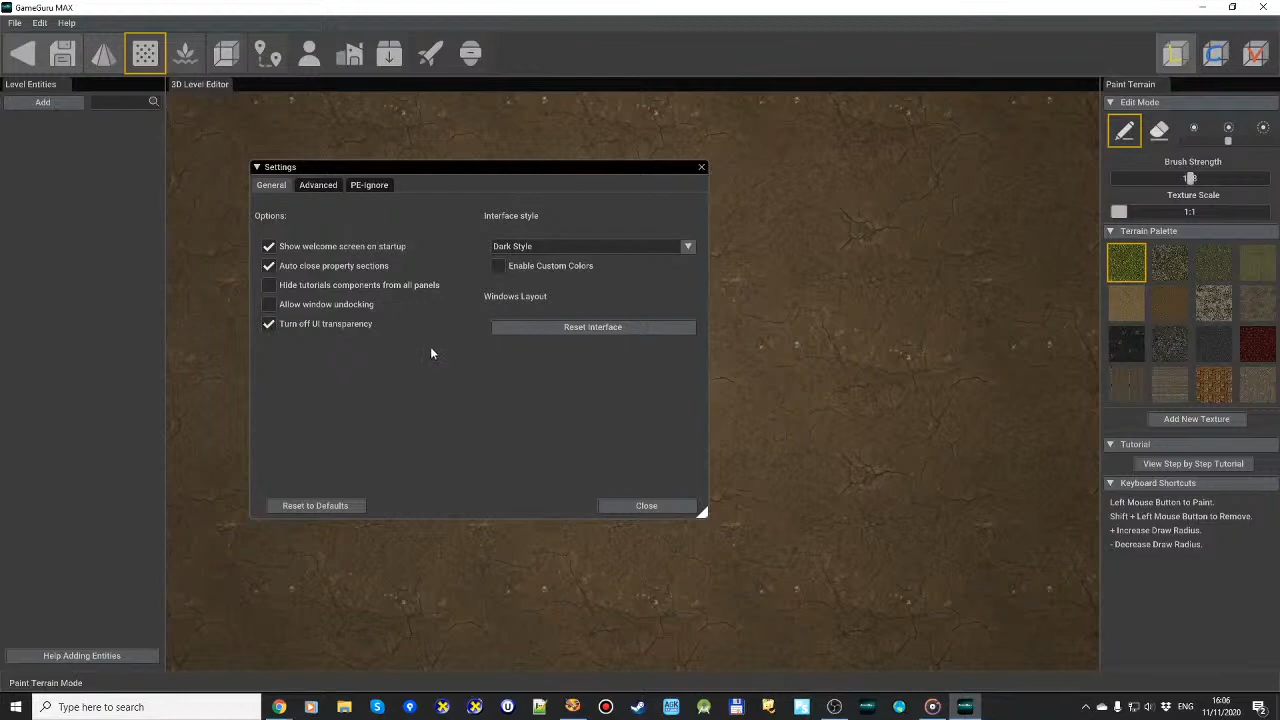 GameGuru MAX
File Edit Help
Level Entities
3D Level Editor
Paint Terrain
Add
Edit Mode
Brush Strength
Texture Scale
1:1
Terrain Palette
Add New Texture
Tutorial
View Step by Step Tutorial
Keyboard Shortcuts
Left Mouse Button to Paint.
Shift + Left Mouse Button to Remove.
+ Increase Draw Radius.
- Decrease Draw Radius.
Settings
General Advanced PE-Ignore
Options:
Show welcome screen on startup
Auto close property sections
Hide tutorials components from all panels
Allow window undocking
Turn off UI transparency
Interface style
Dark Style
Enable Custom Colors
Windows Layout
Reset Interface
Reset to Defaults
Close
Help Adding Entities
Paint Terrain Mode
Type here to search
16:06
11/11/2020